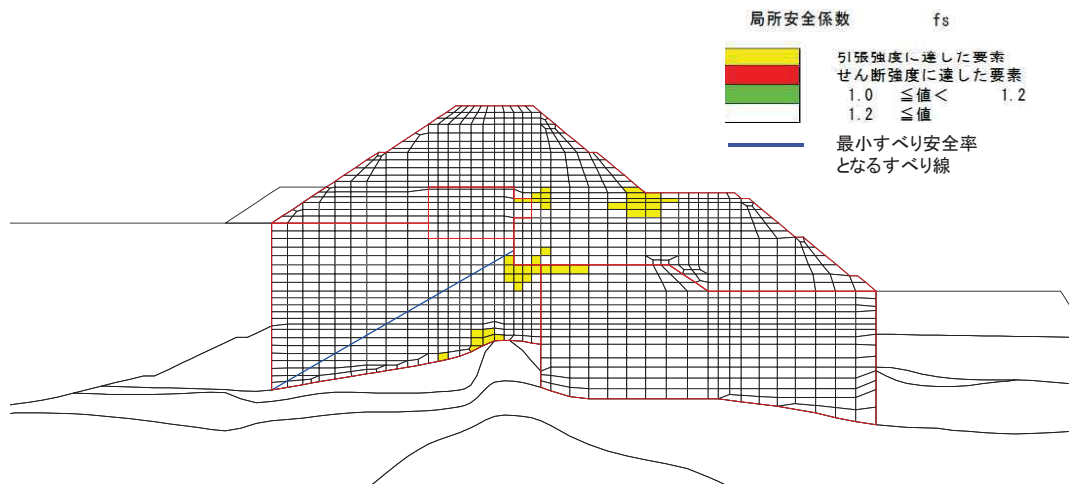 局所安全係数 fs
引張強度に達した要素
せん断強度に達した要素
1.0 ≦値< 1.2
1.2 ≦値
最小すべり安全率
となるすべり線